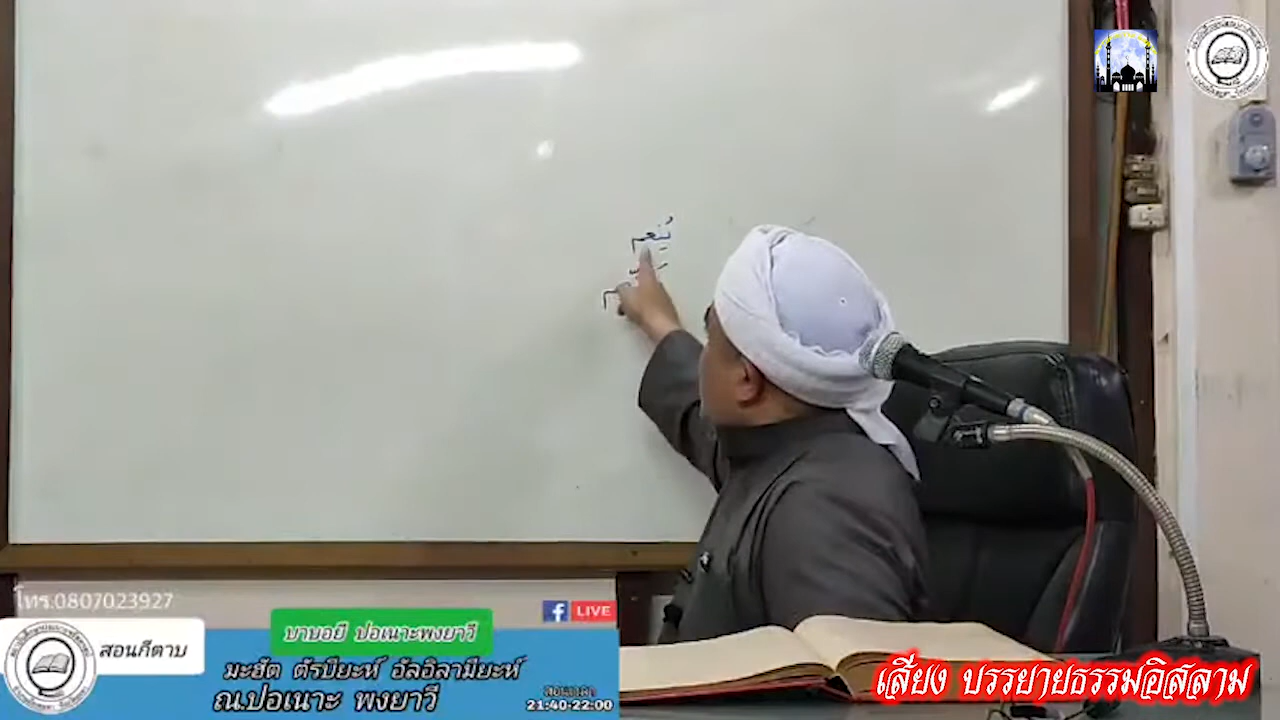 يُنعم
โทร.0807023927
LIVE
บาบอยี ปอเนาะพงยาวี
สอนกีตาบ
มะฮัด ตัรบียะห์ อัลอิลามียะห์
ณ.ปอเนาะ พงยาวี
21:40-22:00
เสียง บรรยายธรรมอิสลาม